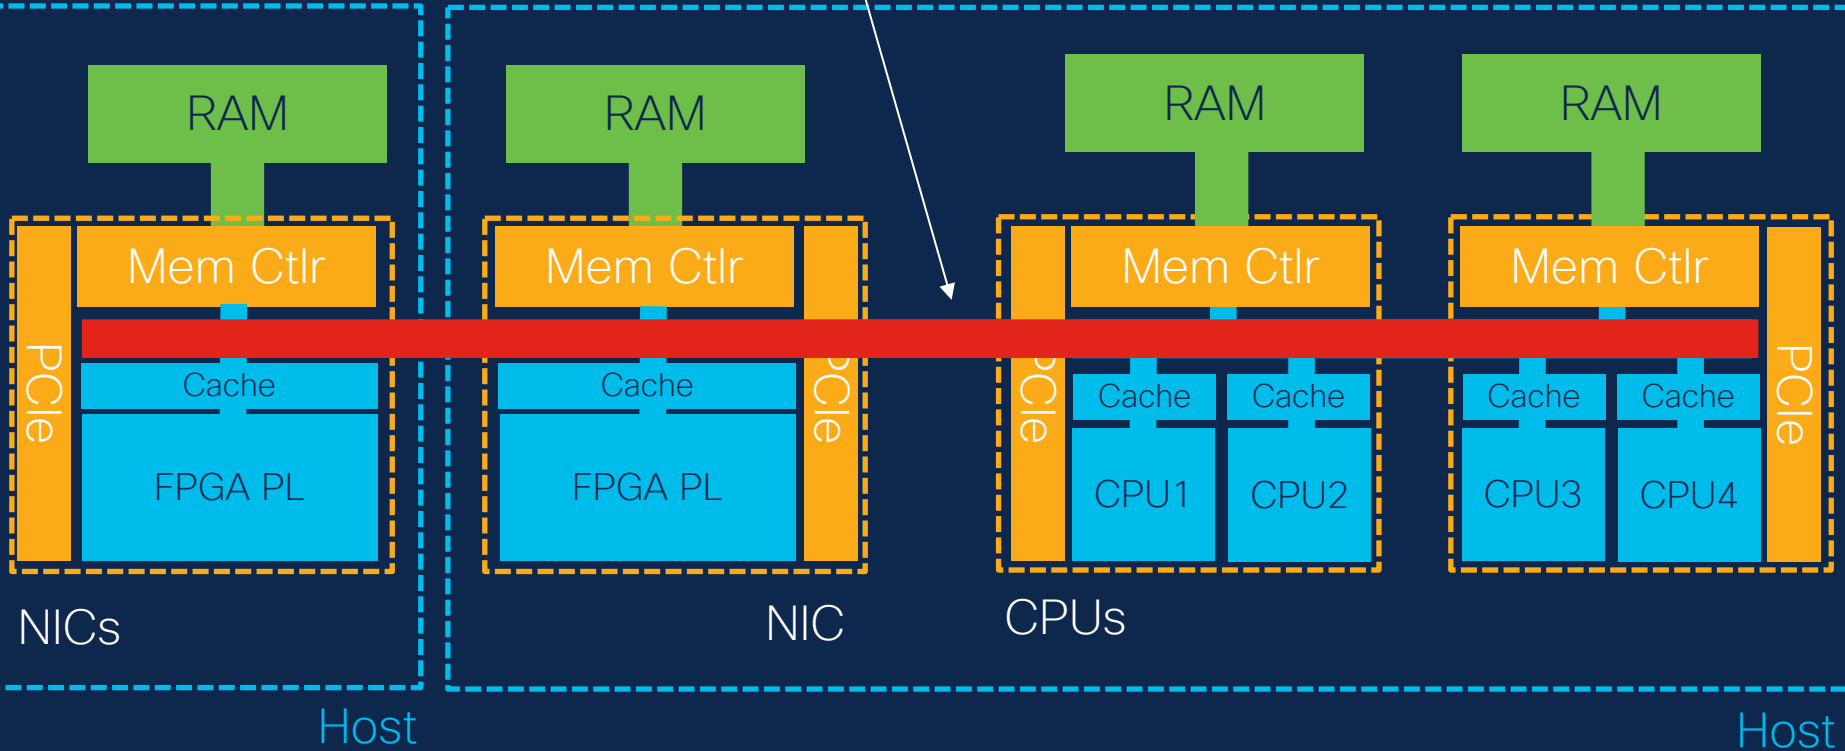 RAM
RAM
RAM
RAM
Mem Ctlr
Mem Ctlr
Mem Ctlr
Mem Ctlr
PCIe
Cache
FPGA PL
Cache
FPGA PL
PCIe
PCIe
Cache
Cache
CPU1
CPU2
Cache
Cache
CPU3
CPU4
PCIe
NICs
NIC
CPUs
Host
Host